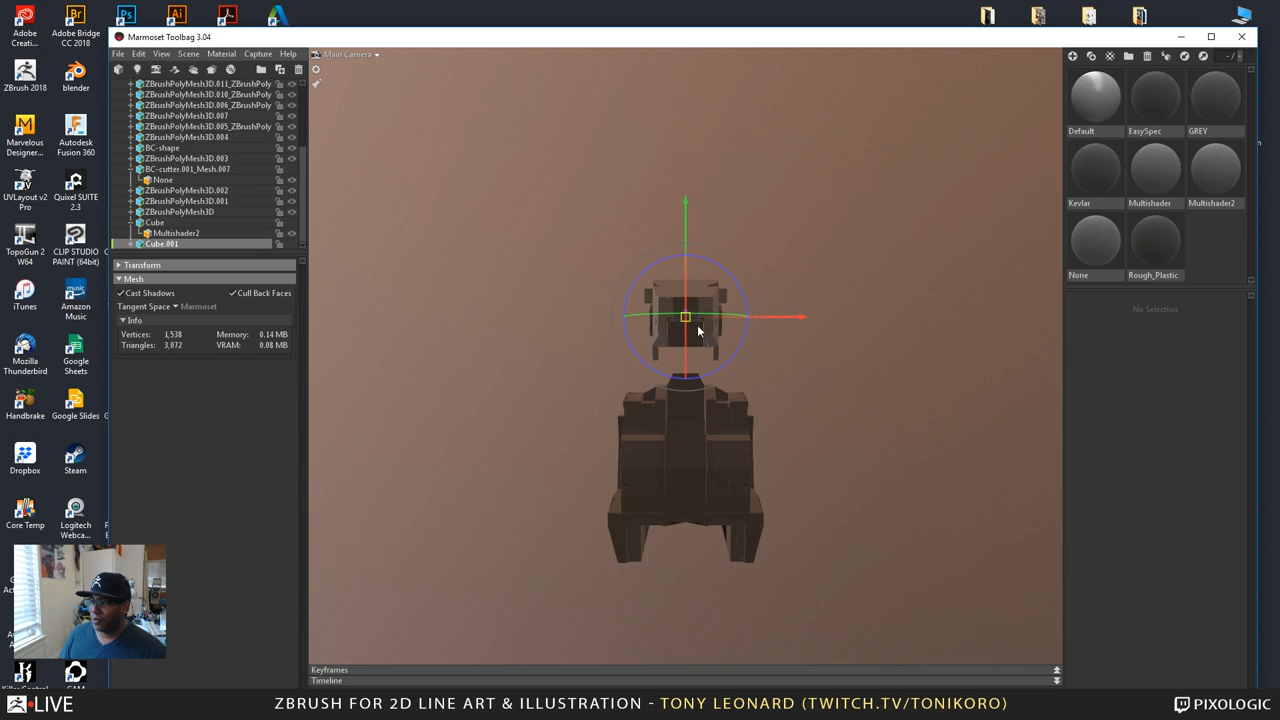 Adobe
Creati...
Adobe Bridge
CC 2018
ZBrush 2018
blender
Marvelous
Designer...
Autodesk
Fusion 360
UVLayout v2
Pro
Quixel SUITE
2.3
TopoGun 2
W64
CLIP STUDIO
PAINT (64bit)
iTunes
Amazon
Music
Mozilla
Thunderbird
Google
Sheets
Handbrake
Google Slides
Dropbox
Steam
Core Temp
Logitech
Webca...
Marmoset Toolbag 3.04
File Edit View Scene Material Capture Help
Main Camera
ZBrushPolyMesh3D.011_ZBrushPoly
ZBrushPolyMesh3D.010_ZBrushPoly
ZBrushPolyMesh3D.006_ZBrushPoly
ZBrushPolyMesh3D.007
ZBrushPolyMesh3D.005_ZBrushPoly
ZBrushPolyMesh3D.004
BC-shape
ZBrushPolyMesh3D.003
BC-cutter.001_Mesh.007
None
ZBrushPolyMesh3D.002
ZBrushPolyMesh3D.001
ZBrushPolyMesh3D
Cube
Multishader2
Cube.001
Transform
Mesh
Cast Shadows Cull Back Faces
Tangent Space Marmoset
Info
Vertices: 1,538 Memory: 0.14 MB
Triangles: 3,072 VRAM: 0.08 MB
Keyframes
Timeline
Default EasySpec GREY
Kevlar Multishader Multishader2
None Rough_Plastic
No Selection
LIVE
ZBRUSH FOR 2D LINE ART & ILLUSTRATION - TONY LEONARD (TWITCH.TV/TONIKORO)
PIXOLOGIC